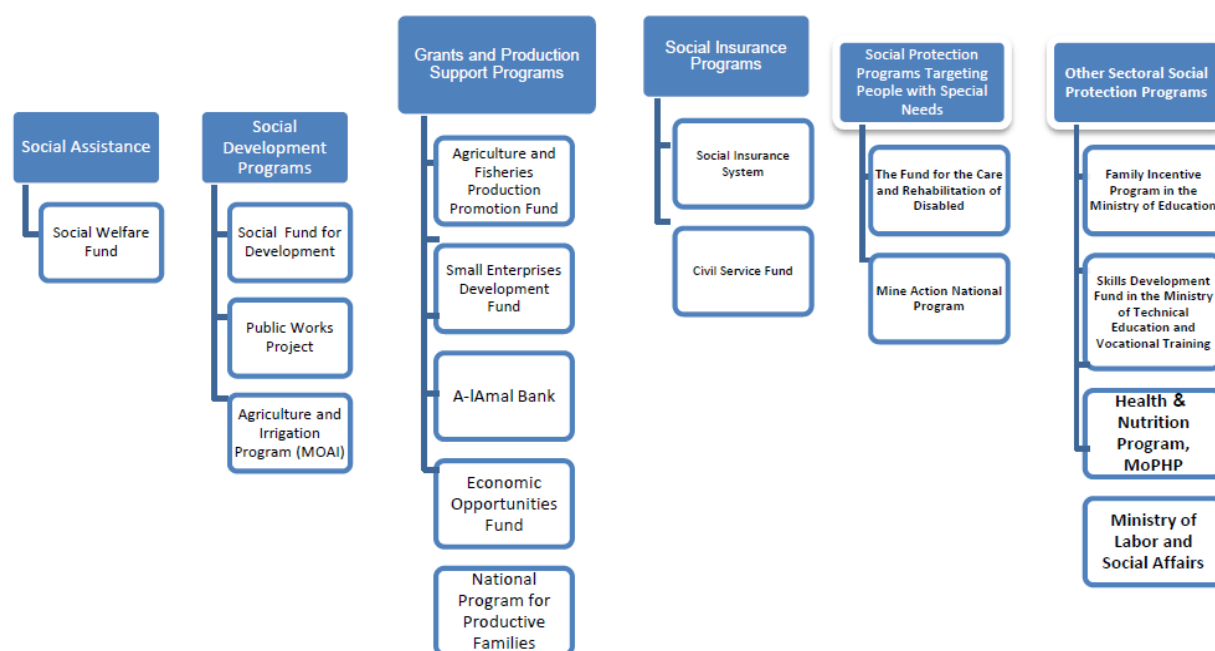 Social Assistance
Social Welfare
Fund
Social
Development
Programs
Social Fund for
Development
Public Works
Project
Agriculture and
Irrigation
Program (MOAI)
Grants and Production
Support Programs
Agriculture and
Fisheries
Production
Promotion Fund
Small Enterprises
Development
Fund
A-lAmal Bank
Economic
Opportunities
Fund
National
Program for
Productive
Families
Social Insurance
Programs
Social Insurance
System
Civil Service Fund
Social Protection
Programs Targeting
People with Special
Needs
The Fund for the Care
and Rehabilitation of
Disabled
Mine Action National
Program
Other Sectoral Social
Protection Programs
Family Incentive
Program in the
Ministry of Education
Skills Development
Fund in the Ministry
of Technical
Education and
Vocational Training
Health &
Nutrition
Program,
MoPHP
Ministry of
Labor and
Social Affairs